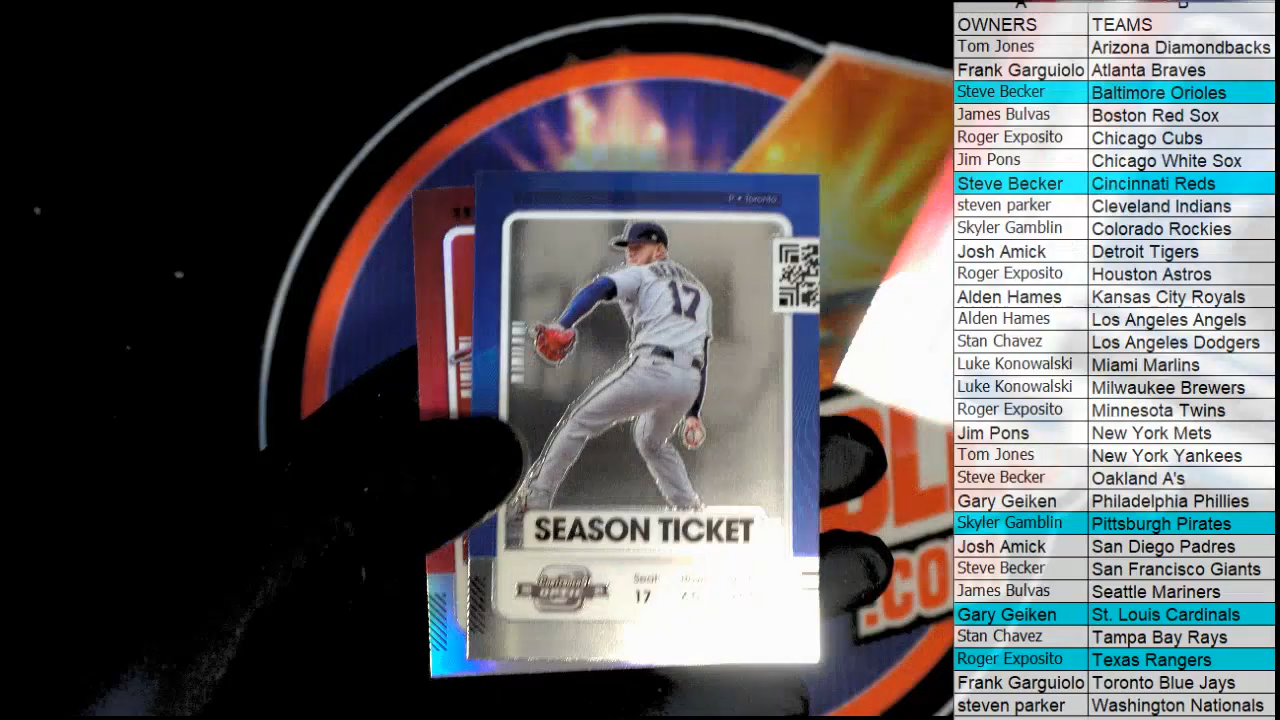 A B
OWNERS TEAMS
Tom Jones Arizona Diamondbacks
Frank Garguiolo Atlanta Braves
Steve Becker Baltimore Orioles
James Bulvas Boston Red Sox
Roger Exposito Chicago Cubs
Jim Pons Chicago White Sox
Steve Becker Cincinnati Reds
steven parker Cleveland Indians
Skyler Gamblin Colorado Rockies
Josh Amick Detroit Tigers
Roger Exposito Houston Astros
Alden Hames Kansas City Royals
Alden Hames Los Angeles Angels
Stan Chavez Los Angeles Dodgers
Luke Konowalski Miami Marlins
Luke Konowalski Milwaukee Brewers
Roger Exposito Minnesota Twins
Jim Pons New York Mets
Tom Jones New York Yankees
Steve Becker Oakland A's
Gary Geiken Philadelphia Phillies
Skyler Gamblin Pittsburgh Pirates
Josh Amick San Diego Padres
Steve Becker San Francisco Giants
James Bulvas Seattle Mariners
Gary Geiken St. Louis Cardinals
Stan Chavez Tampa Bay Rays
Roger Exposito Texas Rangers
Frank Garguiolo Toronto Blue Jays
steven parker Washington Nationals
P • Toronto
17
SEASON TICKET
Contenders
OPTIC
Seat
17
.CO